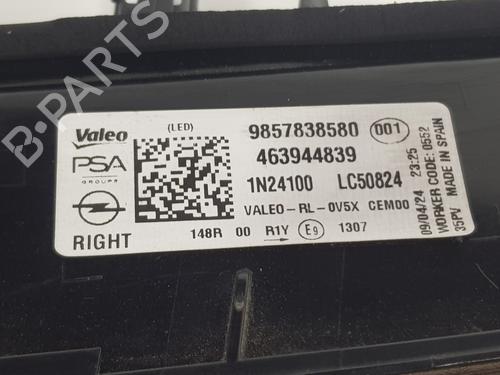 Valeo (LED) 9857838580 001
PSA 463944839
GROUPE 1N24100 LC50824
VALEO-RL-0V5X CEM00
RIGHT 148R 00 R1Y E9 1307
09/04/24 23:25
WORKER CODE: 0552
35PV MADE IN SPAIN
B-PARTS